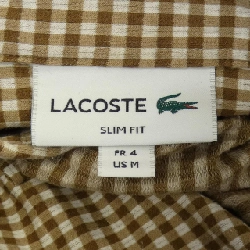 LACOSTE
SLIM FIT
FR 4
US M